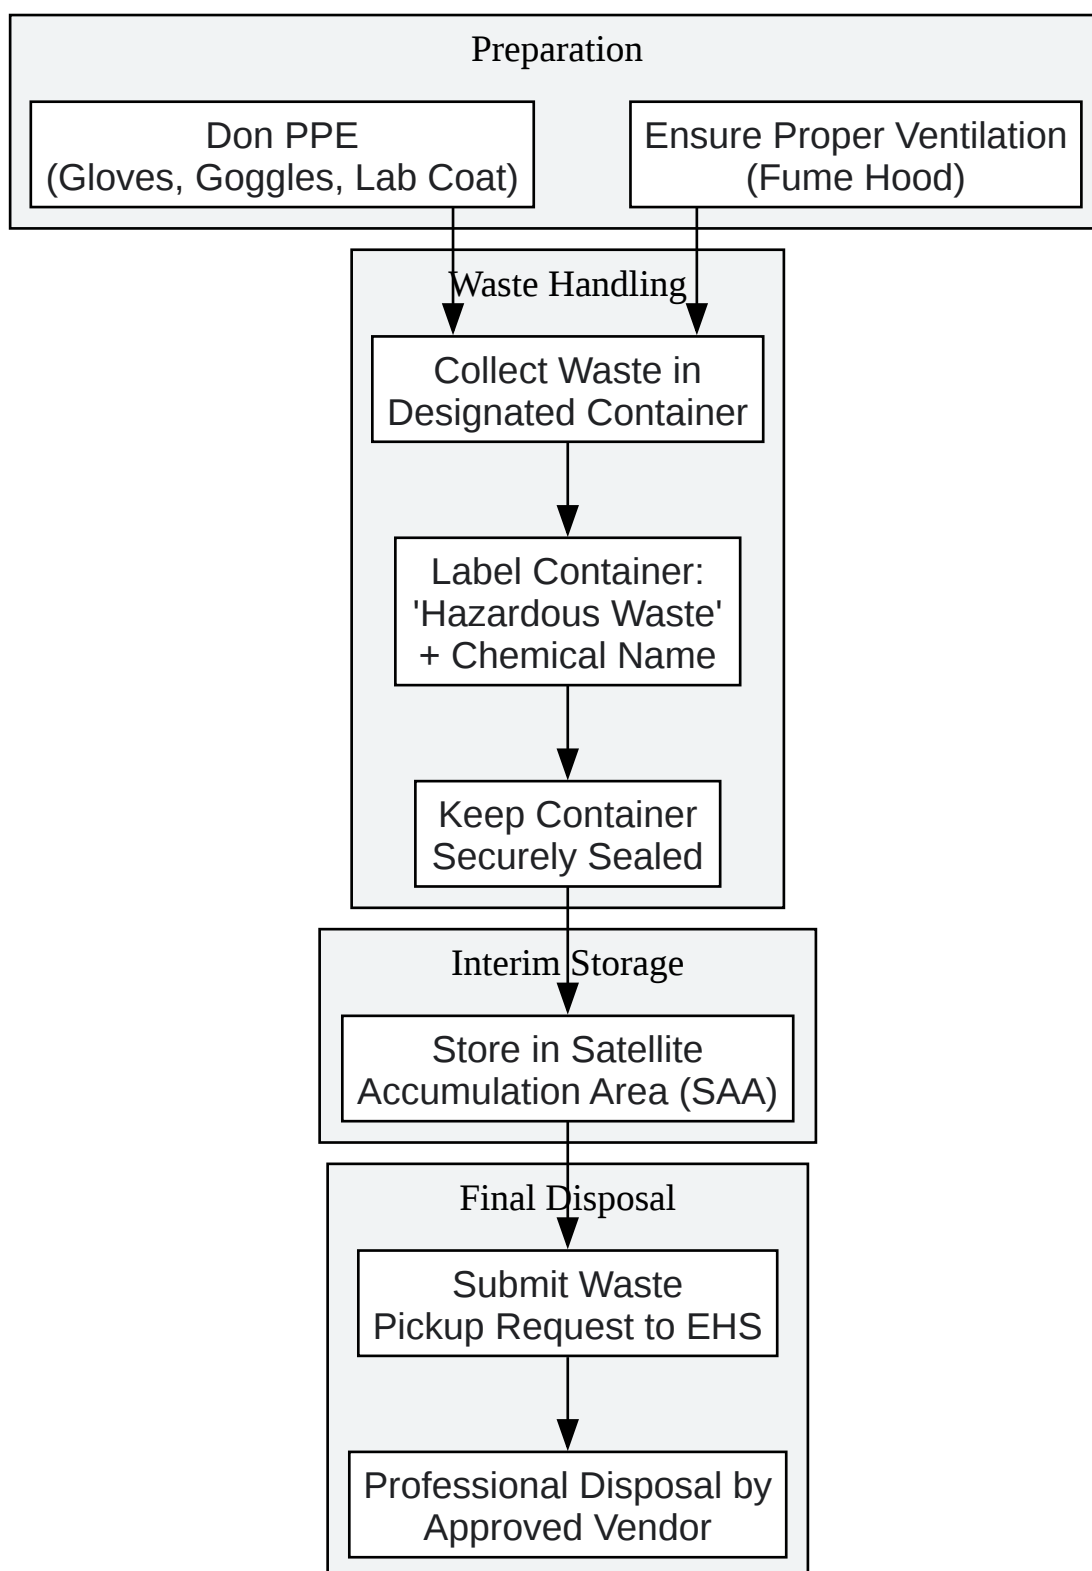 Preparation
Don PPE
(Gloves, Goggles, Lab Coat)
Ensure Proper Ventilation
(Fume Hood)
Waste Handling
Collect Waste in
Designated Container
Label Container:
'Hazardous Waste'
+ Chemical Name
Keep Container
Securely Sealed
Interim Storage
Store in Satellite
Accumulation Area (SAA)
Final Disposal
Submit Waste
Pickup Request to EHS
Professional Disposal by
Approved Vendor